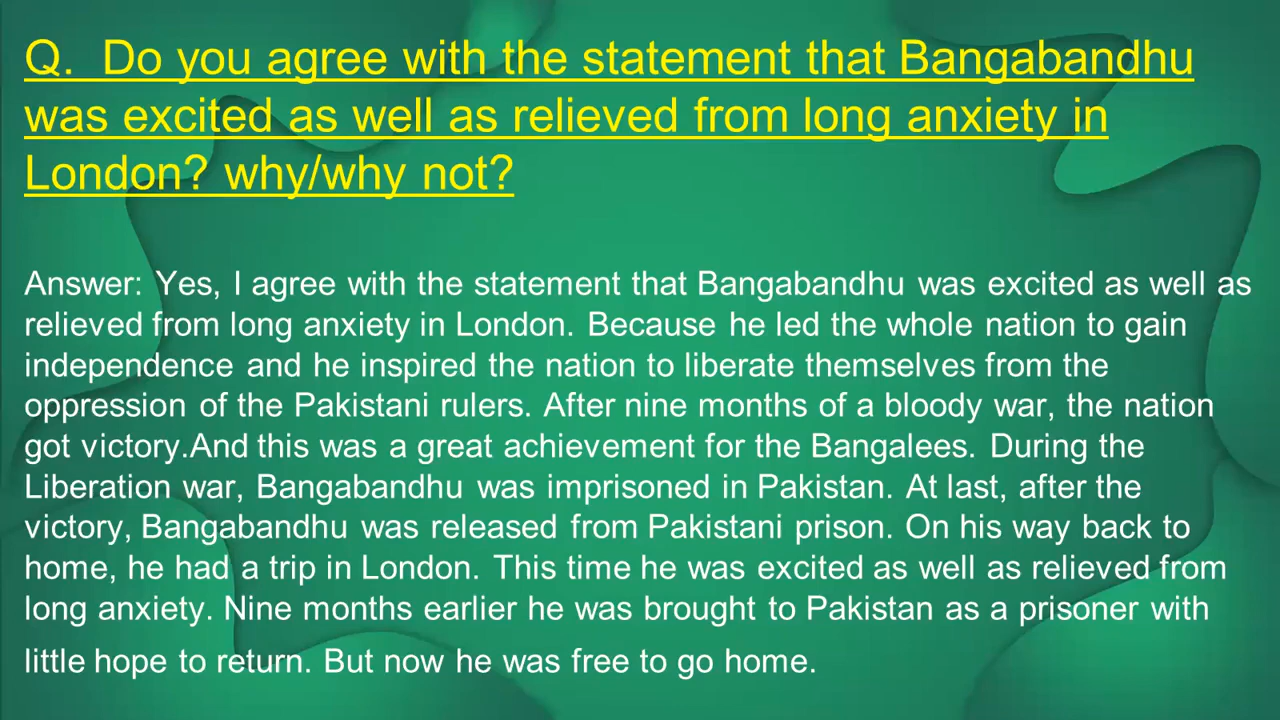 Q. Do you agree with the statement that Bangabandhu
was excited as well as relieved from long anxiety in
London? why/why not?
Answer: Yes, I agree with the statement that Bangabandhu was excited as well as
relieved from long anxiety in London. Because he led the whole nation to gain
independence and he inspired the nation to liberate themselves from the
oppression of the Pakistani rulers. After nine months of a bloody war, the nation
got victory.And this was a great achievement for the Bangalees. During the
Liberation war, Bangabandhu was imprisoned in Pakistan. At last, after the
victory, Bangabandhu was released from Pakistani prison. On his way back to
home, he had a trip in London. This time he was excited as well as relieved from
long anxiety. Nine months earlier he was brought to Pakistan as a prisoner with
little hope to return. But now he was free to go home.